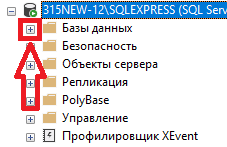 315NEW-12\SQLEXPRESS (SQL Serv
Базы данных
Безопасность
Объекты сервера
Репликация
PolyBase
Управление
Профилировщик XEvent